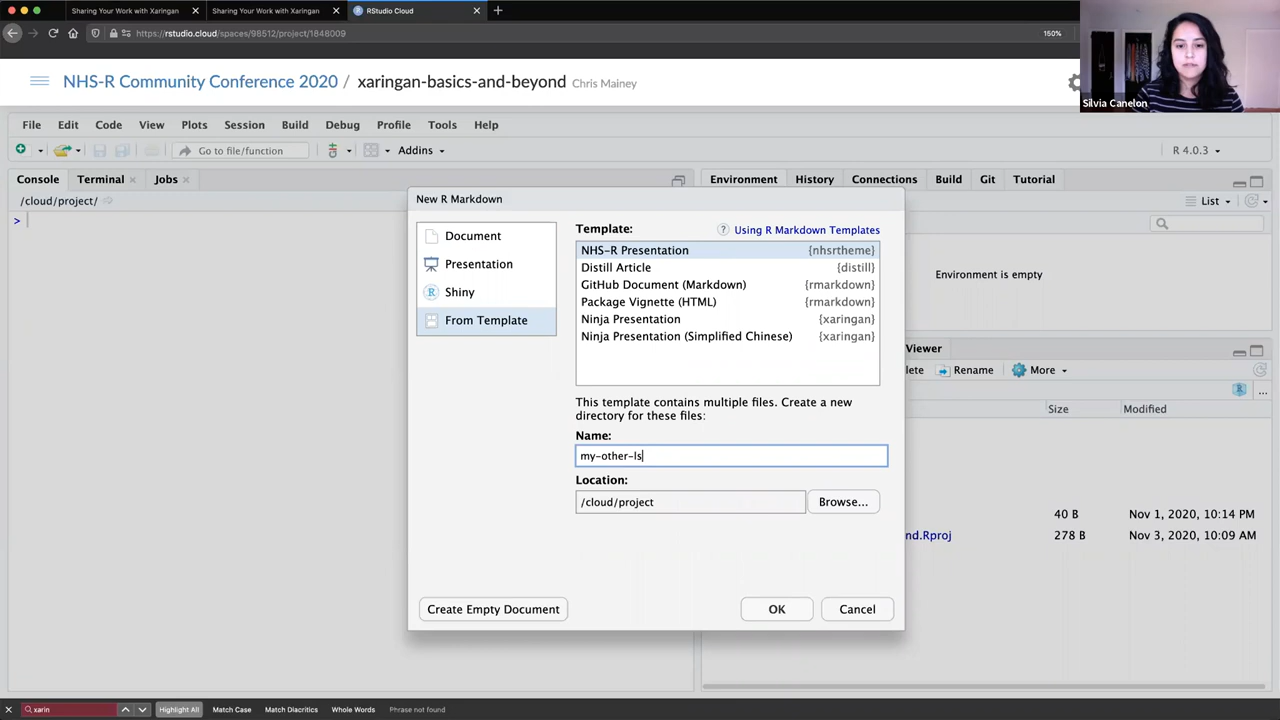 Sharing Your Work with Xaringan
Sharing Your Work with Xaringan
RStudio Cloud
https://rstudio.cloud/spaces/98512/project/1848009
150%
NHS-R Community Conference 2020 / xaringan-basics-and-beyond Chris Mainey
Silvia Canelon
File Edit Code View Plots Session Build Debug Profile Tools Help
Go to file/function Addins R 4.0.3
Console Terminal Jobs
Environment History Connections Build Git Tutorial
/cloud/project/
List
>
Environment is empty
New R Markdown
Document
Presentation
Shiny
From Template
Template: Using R Markdown Templates
NHS-R Presentation {nhsrtheme}
Distill Article {distill}
GitHub Document (Markdown) {rmarkdown}
Package Vignette (HTML) {rmarkdown}
Ninja Presentation {xaringan}
Ninja Presentation (Simplified Chinese) {xaringan}
This template contains multiple files. Create a new
directory for these files:
Name:
my-other-ls
Location:
/cloud/project Browse...
Create Empty Document OK Cancel
Viewer
lete Rename More
Size Modified
40 B Nov 1, 2020, 10:14 PM
nd.Rproj 278 B Nov 3, 2020, 10:09 AM
xarin Highlight All Match Case Match Diacritics Whole Words Phrase not found